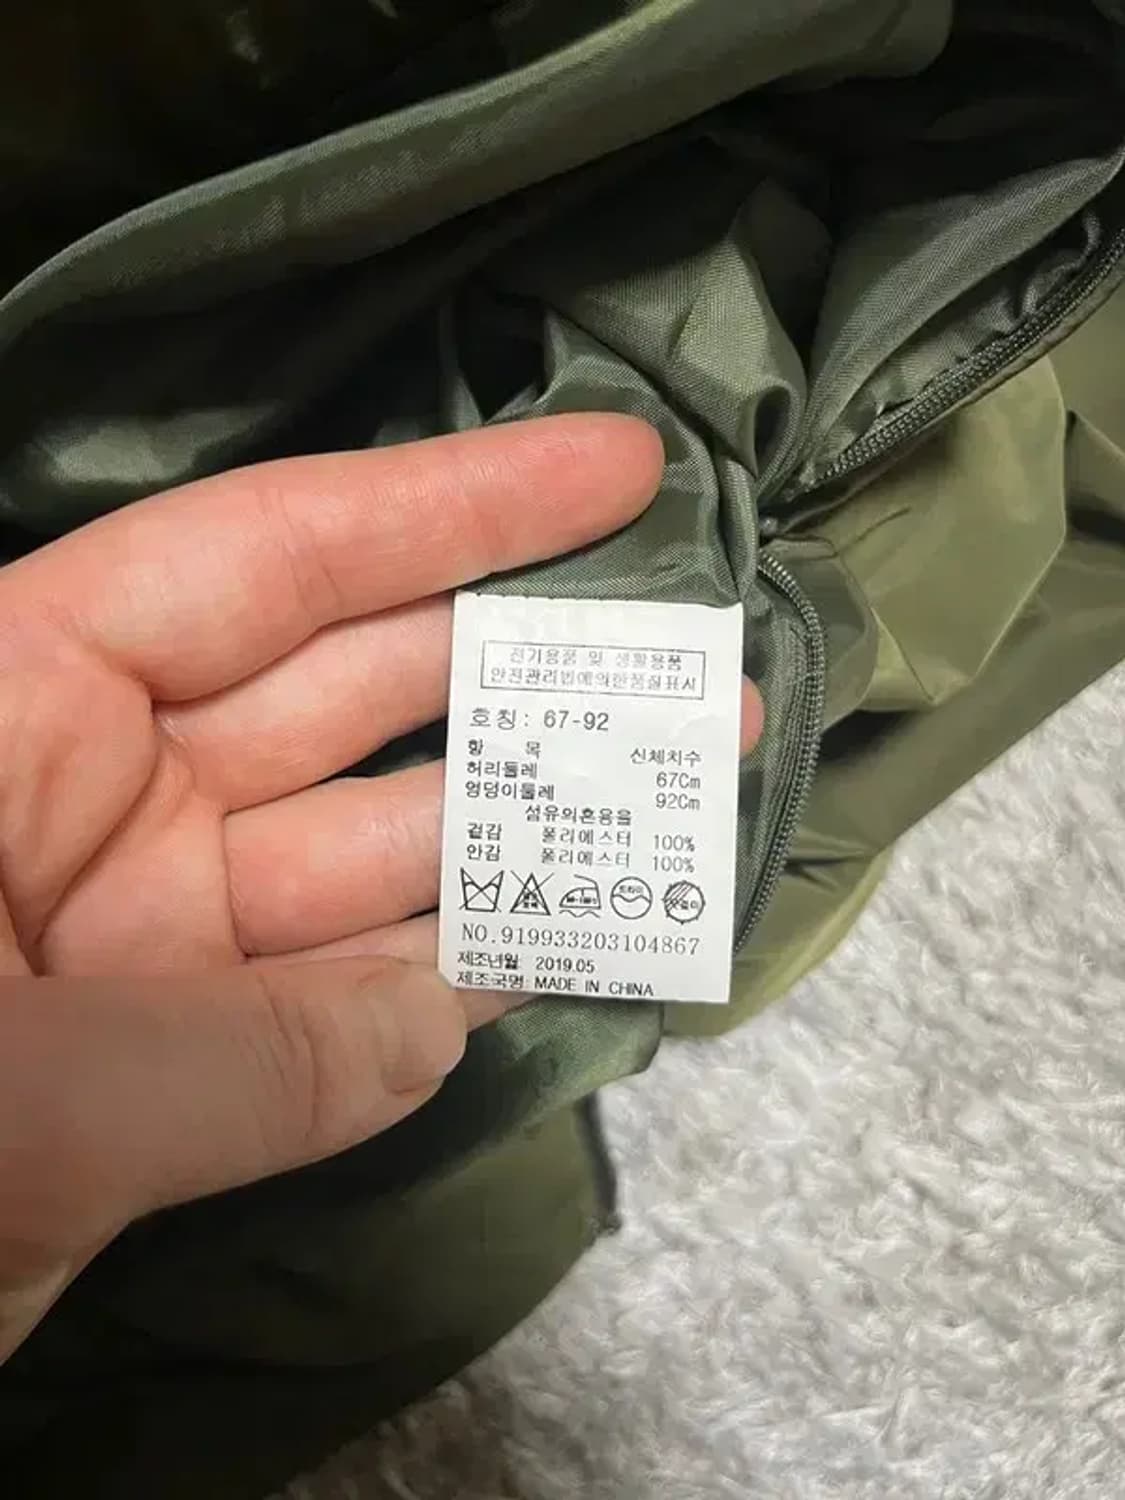 전기용품 및 생활용품
안전관리법에의한품질표시
호칭: 67-92
항 목 신체치수
허리둘레 67Cm
엉덩이둘레 92Cm
섬유의혼용율
겉감 폴리에스터 100%
안감 폴리에스터 100%
드라이
NO.919933203104867
제조년월: 2019.05
제조국명: MADE IN CHINA